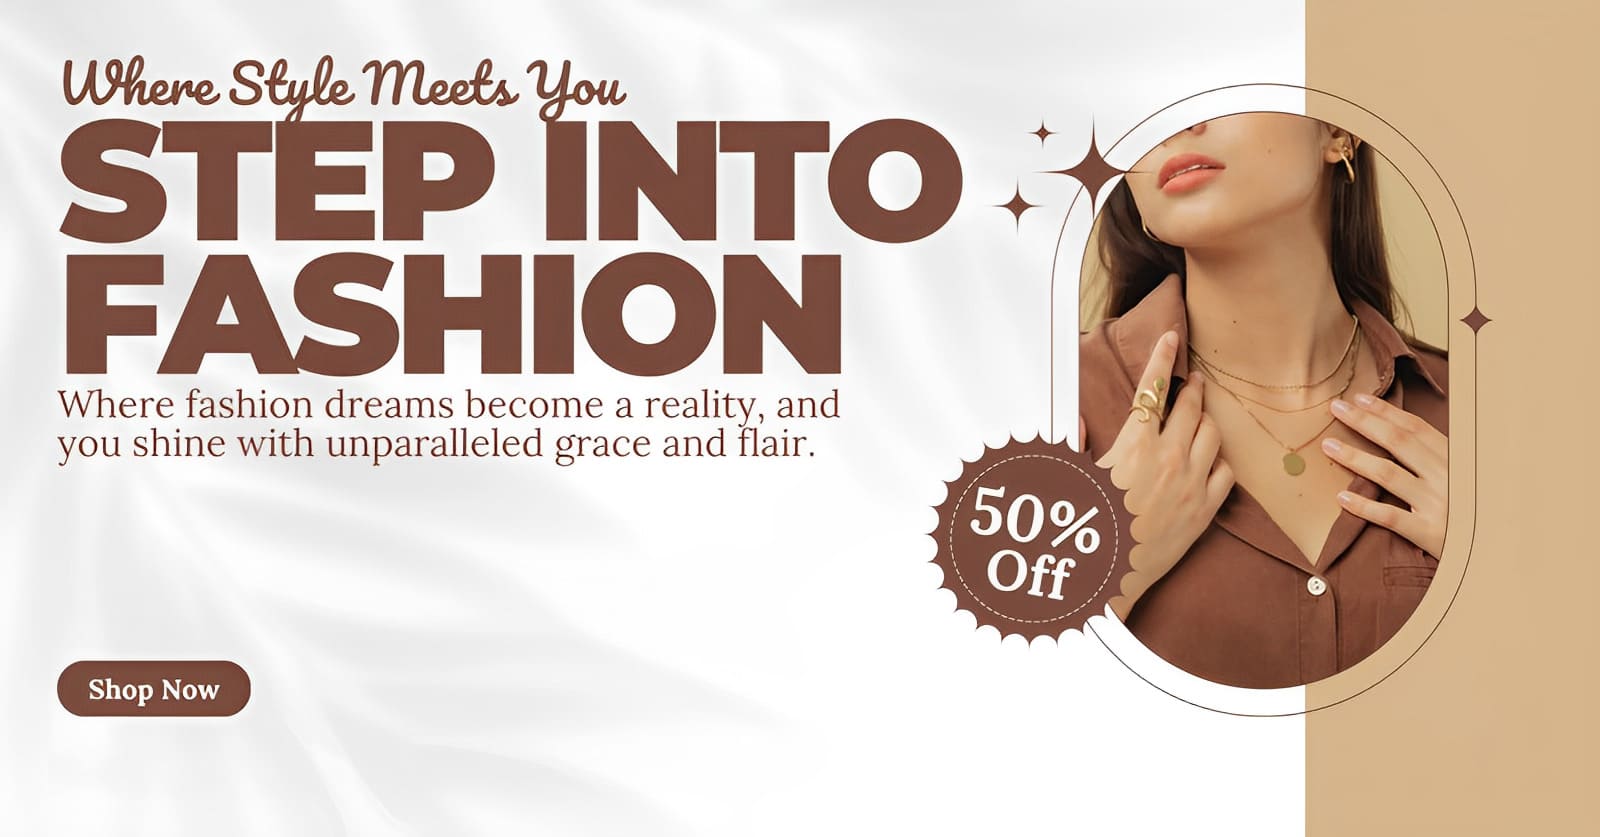 Where Style Meets You
STEP INTO
FASHION
Where fashion dreams become a reality, and
you shine with unparalleled grace and flair.
50%
Off
Shop Now